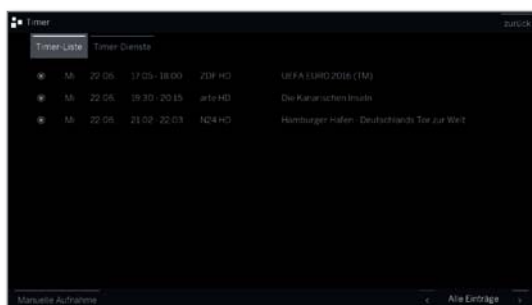 Timer
zurück
Timer-Liste Timer Dienste
Mi 22.06. 17:05 - 18:00 ZDF HD UEFA EURO 2016 (TM)
Mi 22.06. 19:30 - 20:15 arte HD Die Kanarischen Inseln
Mi 22.06. 21:02 - 22:03 N24 HD Hamburger Hafen - Deutschlands Tor zur Welt
Manuelle Aufnahme
Alle Einträge